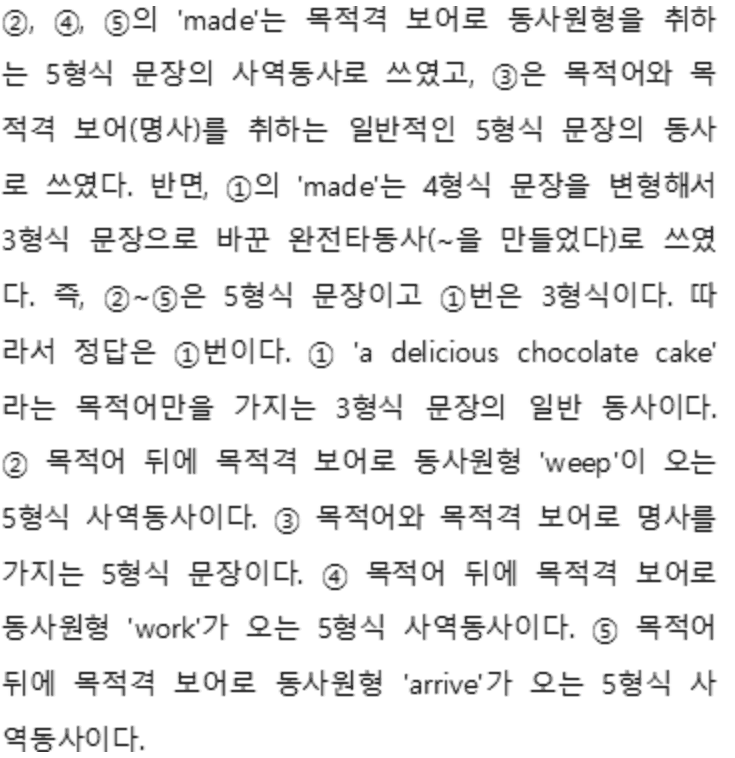 ②, ④, ⑤의 'made'는 목적격 보어로 동사원형을 취하
는 5형식 문장의 사역동사로 쓰였고, ③은 목적어와 목
적격 보어(명사)를 취하는 일반적인 5형식 문장의 동사
로 쓰였다. 반면, ①의 'made'는 4형식 문장을 변형해서
3형식 문장으로 바꾼 완전타동사(~을 만들었다)로 쓰였
다. 즉, ②~⑤은 5형식 문장이고 ①번은 3형식이다. 따
라서 정답은 ①번이다. ① 'a delicious chocolate cake'
라는 목적어만을 가지는 3형식 문장의 일반 동사이다.
② 목적어 뒤에 목적격 보어로 동사원형 'weep'이 오는
5형식 사역동사이다. ③ 목적어와 목적격 보어로 명사를
가지는 5형식 문장이다. ④ 목적어 뒤에 목적격 보어로
동사원형 'work'가 오는 5형식 사역동사이다. ⑤ 목적어
뒤에 목적격 보어로 동사원형 'arrive'가 오는 5형식 사
역동사이다.